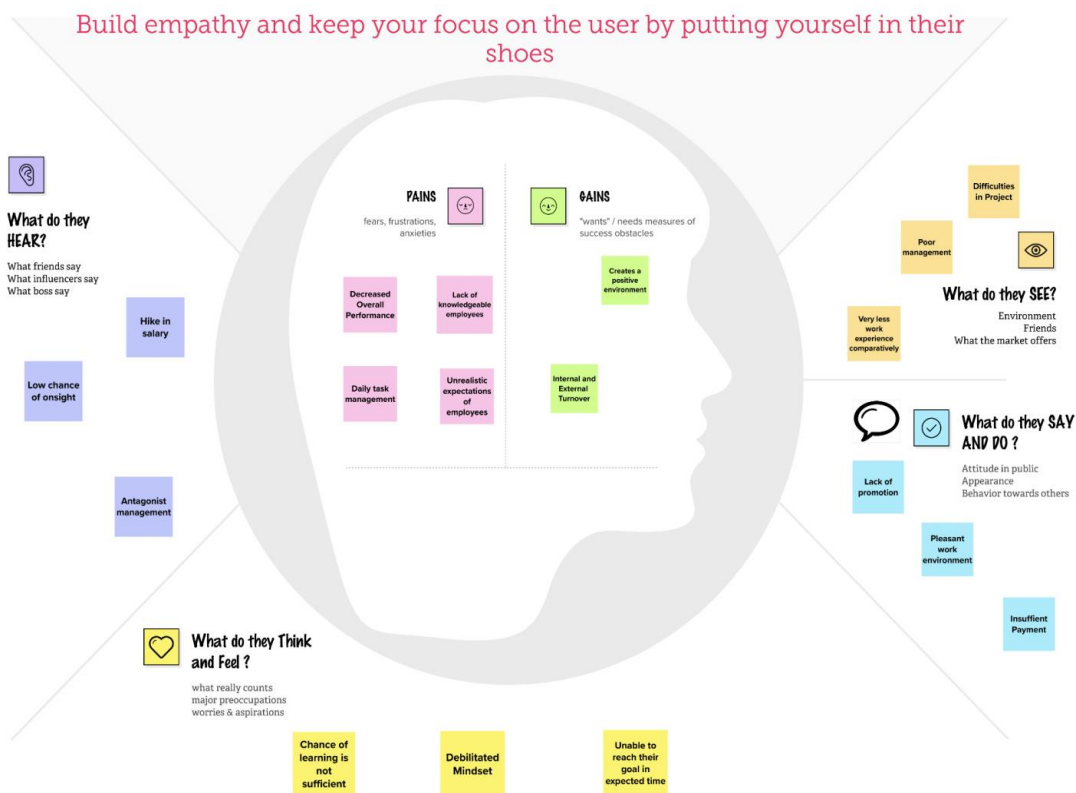 Build empathy and keep your focus on the user by putting yourself in their
shoes
What do they
HEAR?
What friends say
What influencers say
What boss say
Hike in
salary
Low chance
of onsight
Antagonist
management
PAINS
fears, frustrations,
anxieties
Decreased
Overall
Performance
Lack of
knowledgeable
employees
Daily task
management
Unrealistic
expectations
of
employees
GAINS
"wants" / needs measures of
success obstacles
Creates a
positive
environment
Internal and
External
Turnover
Difficulties
in Project
Poor
management
What do they SEE?
Environment
Friends
What the market offers
Very less
work
experience
comparatively
What do they SAY
AND DO ?
Attitude in public
Appearance
Behavior towards others
Lack of
promotion
Pleasant
work
environment
Insuffient
Payment
What do they Think
and Feel ?
what really counts
major preoccupations
worries & aspirations
Chance of
learning is
not
sufficient
Debilitated
Mindset
Unable to
reach their
goal in
expected time